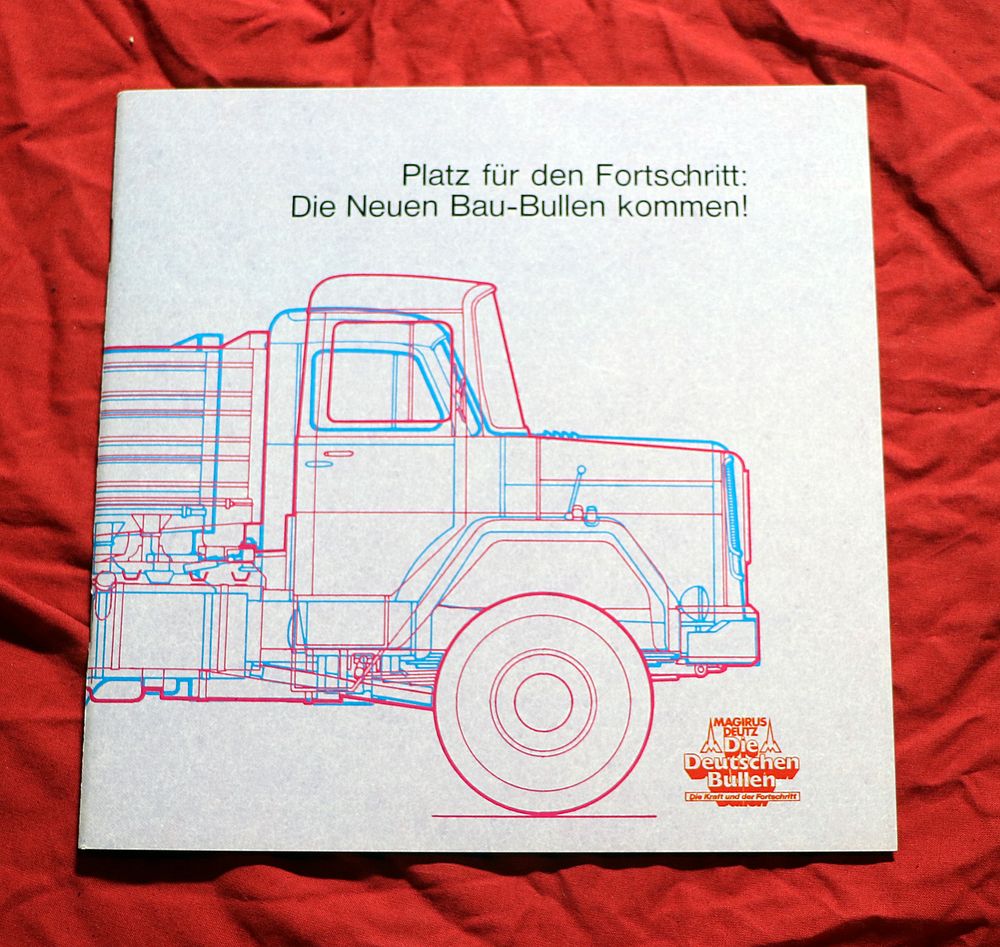 Platz für den Fortschritt:
Die Neuen Bau-Bullen kommen!
MAGIRUS
DEUTZ
Die
Deutschen
Bullen
Die Kraft und der Fortschritt